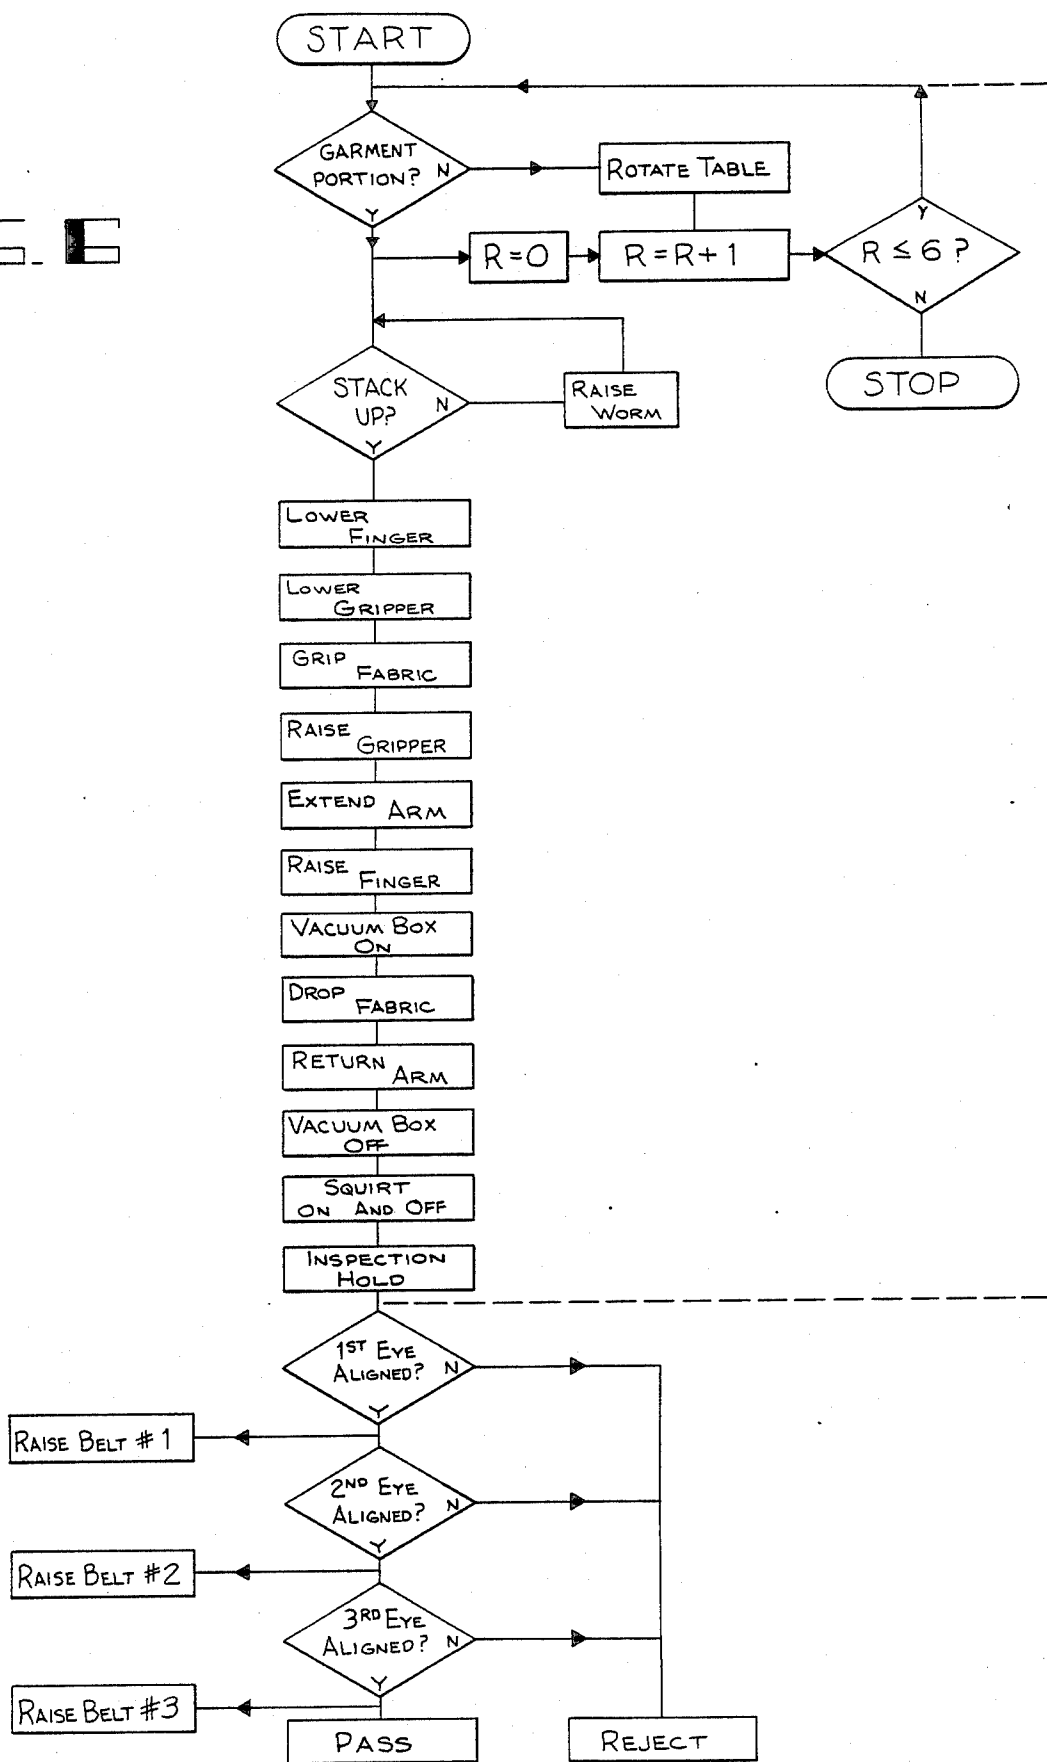 START
GARMENT
PORTION?
N
Y
ROTATE TABLE
R=0
R=R+1
R ≤ 6 ?
Y
N
STOP
STACK
UP?
N
Y
RAISE
WORM
LOWER
FINGER
LOWER
GRIPPER
GRIP
FABRIC
RAISE
GRIPPER
EXTEND
ARM
RAISE
FINGER
VACUUM BOX
ON
DROP
FABRIC
RETURN
ARM
VACUUM BOX
OFF
SQUIRT
ON AND OFF
INSPECTION
HOLD
1ST EYE
ALIGNED?
N
Y
RAISE BELT #1
2ND EYE
ALIGNED?
N
Y
RAISE BELT #2
3RD EYE
ALIGNED?
N
Y
RAISE BELT #3
PASS
REJECT